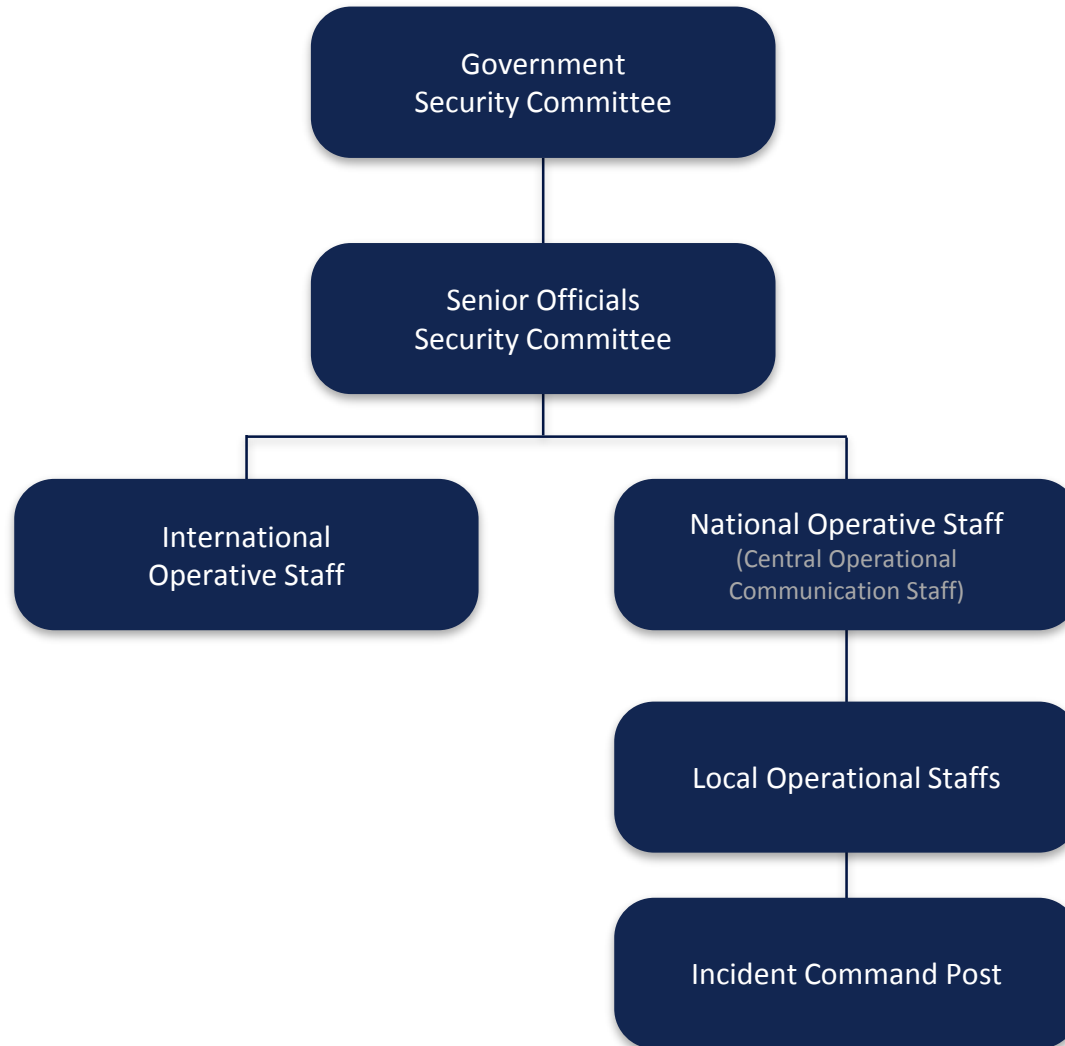 Government
Security Committee
Senior Officials
Security Committee
International
Operative Staff
National Operative Staff
(Central Operational
Communication Staff)
Local Operational Staffs
Incident Command Post